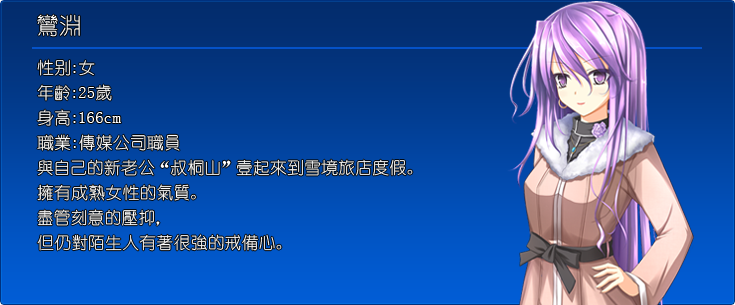 鸞淵
性别:女
年齡:25歲
身高:166cm
職業:傳媒公司職員
與自己的新老公“叔桐山”壹起來到雪境旅店度假。
擁有成熟女性的氣質。
盡管刻意的壓抑,
但仍對陌生人有著很強的戒備心。